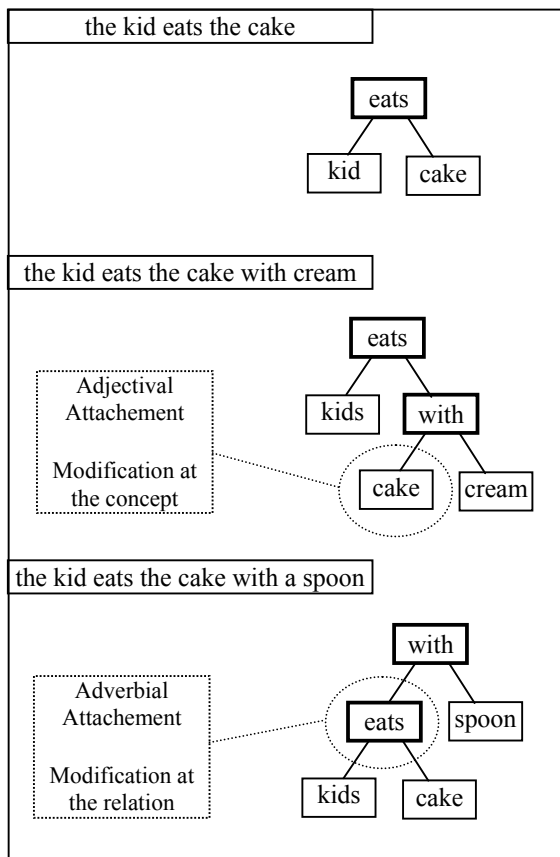 the kid eats the cake
eats
kid cake
the kid eats the cake with cream
eats
Adjectival
Attachement
Modification at
the concept
kids with
cake cream
the kid eats the cake with a spoon
with
Adverbial
Attachement
Modification at
the relation
eats spoon
kids cake